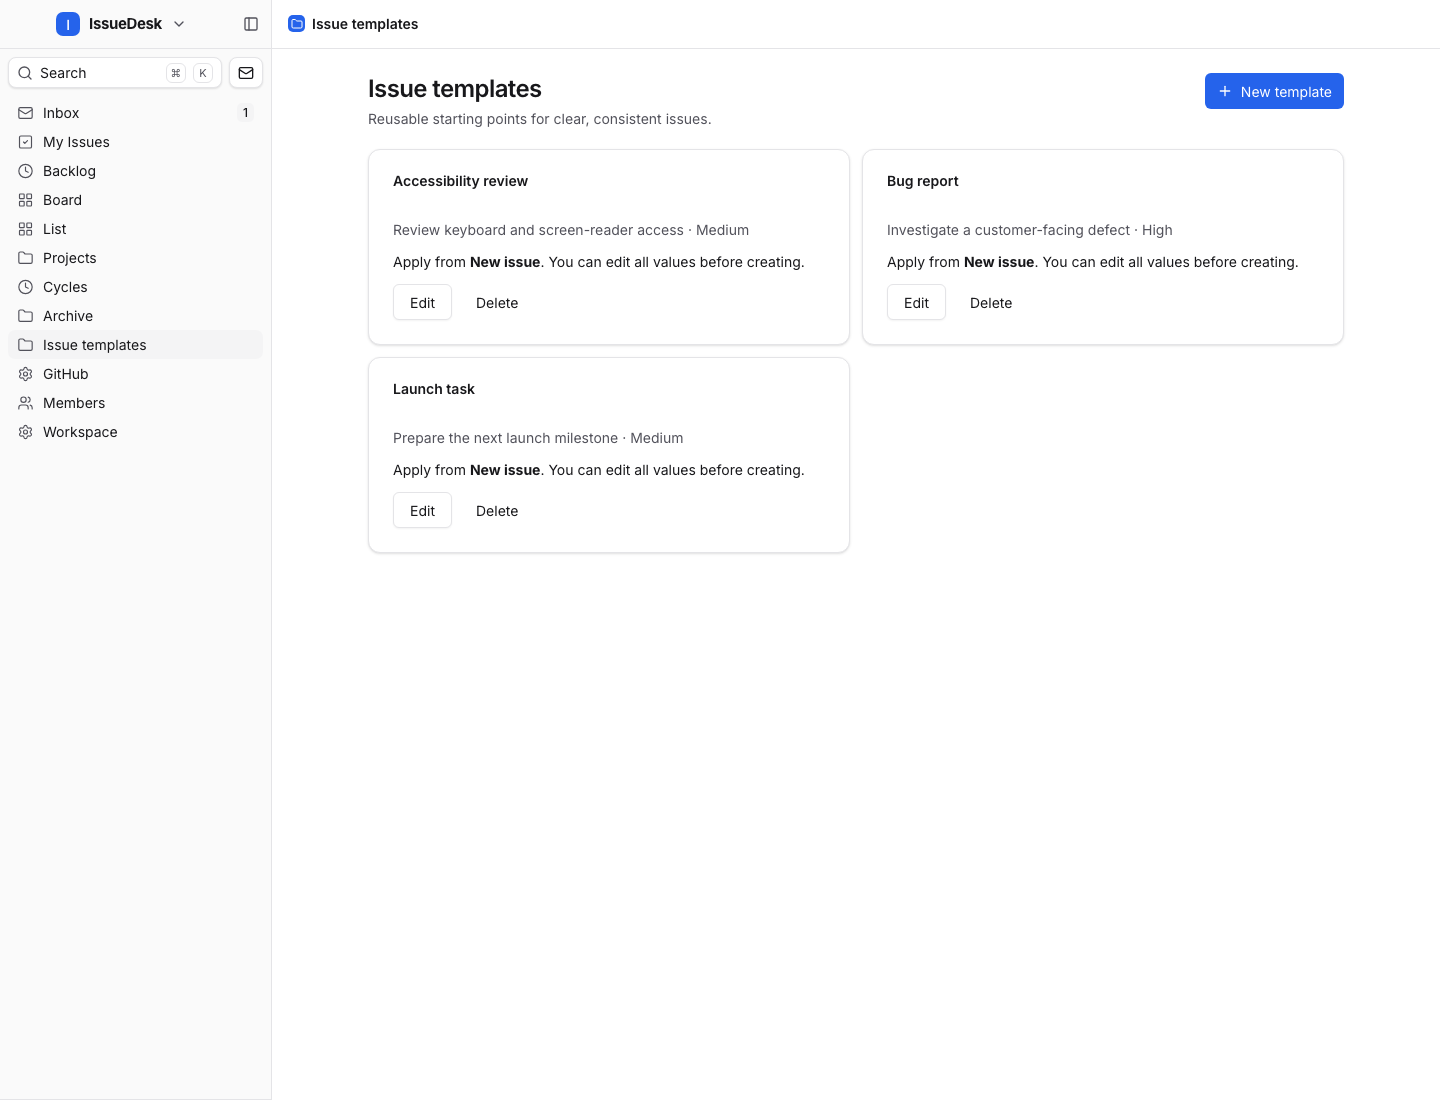 I IssueDesk
Search ⌘ K
Inbox 1
My Issues
Backlog
Board
List
Projects
Cycles
Archive
Issue templates
GitHub
Members
Workspace
Issue templates
Issue templates
Reusable starting points for clear, consistent issues.
New template
Accessibility review
Review keyboard and screen-reader access · Medium
Apply from New issue. You can edit all values before creating.
Edit Delete
Bug report
Investigate a customer-facing defect · High
Apply from New issue. You can edit all values before creating.
Edit Delete
Launch task
Prepare the next launch milestone · Medium
Apply from New issue. You can edit all values before creating.
Edit Delete